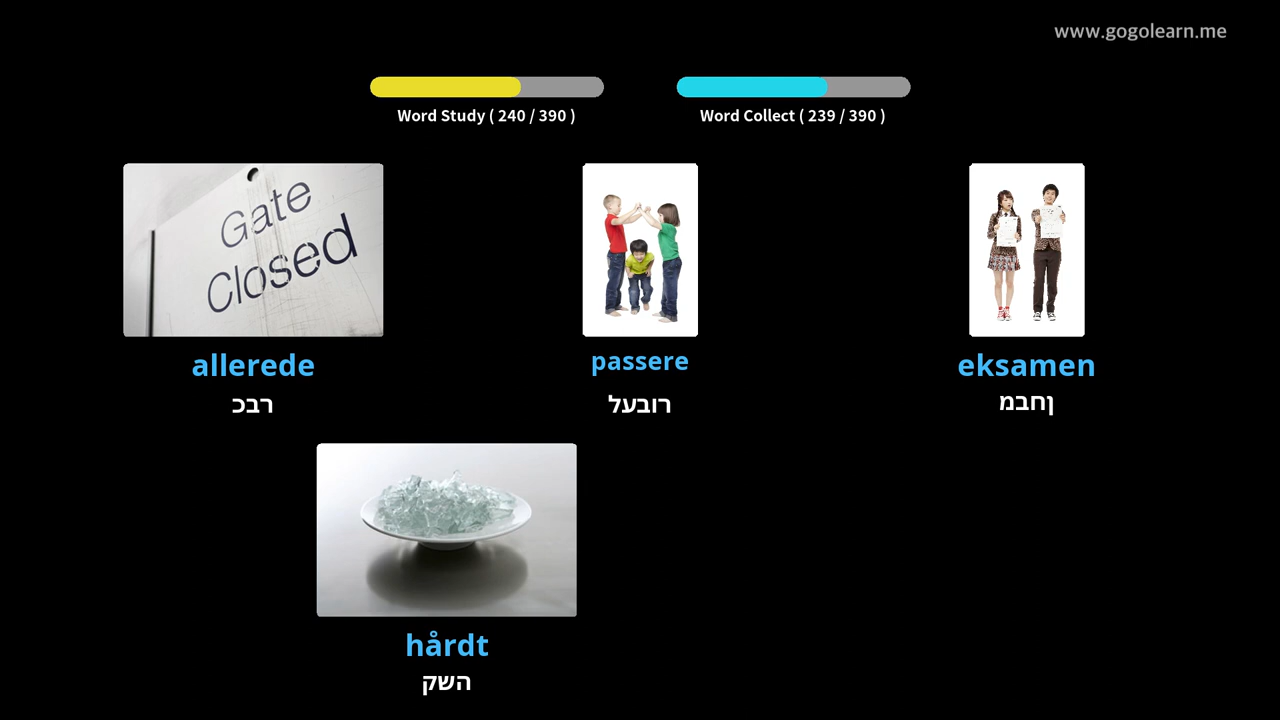 www.gogolearn.me
Word Study ( 240 / 390 )
Word Collect ( 239 / 390 )
Gate
Closed
allerede
רבכ
passere
רובעל
eksamen
ןחבמ
hårdt
השק